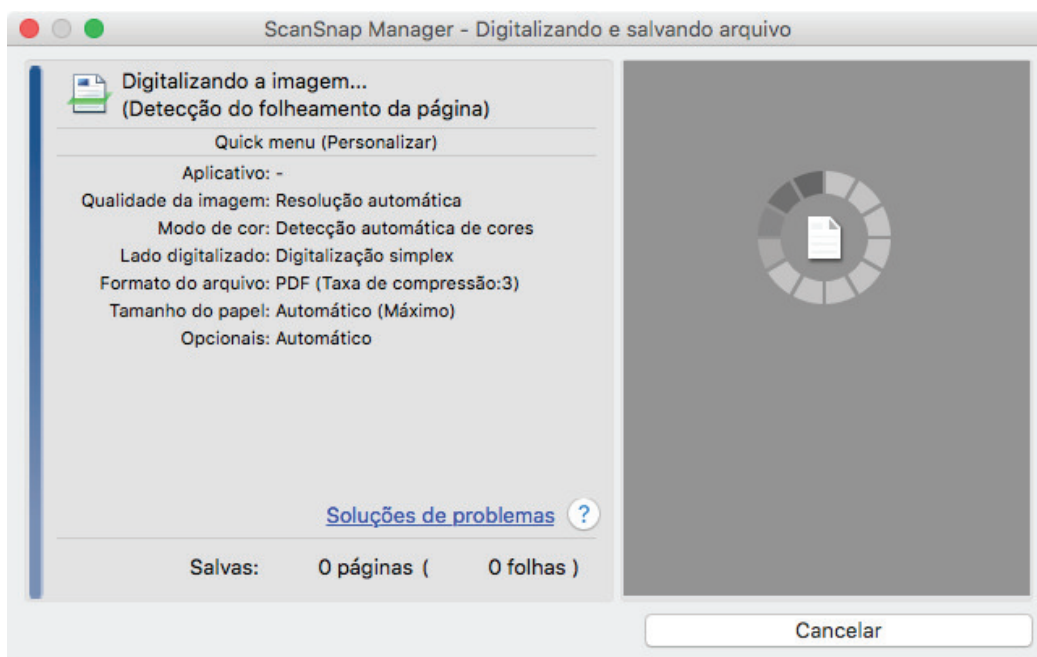 ScanSnap Manager - Digitalizando e salvando arquivo
Digitalizando a imagem...
(Detecção do folheamento da página)
Quick menu (Personalizar)
Aplicativo: -
Qualidade da imagem: Resolução automática
Modo de cor: Detecção automática de cores
Lado digitalizado: Digitalização simplex
Formato do arquivo: PDF (Taxa de compressão:3)
Tamanho do papel: Automático (Máximo)
Opcionais: Automático
Soluções de problemas ?
Salvas: 0 páginas ( 0 folhas )
Cancelar